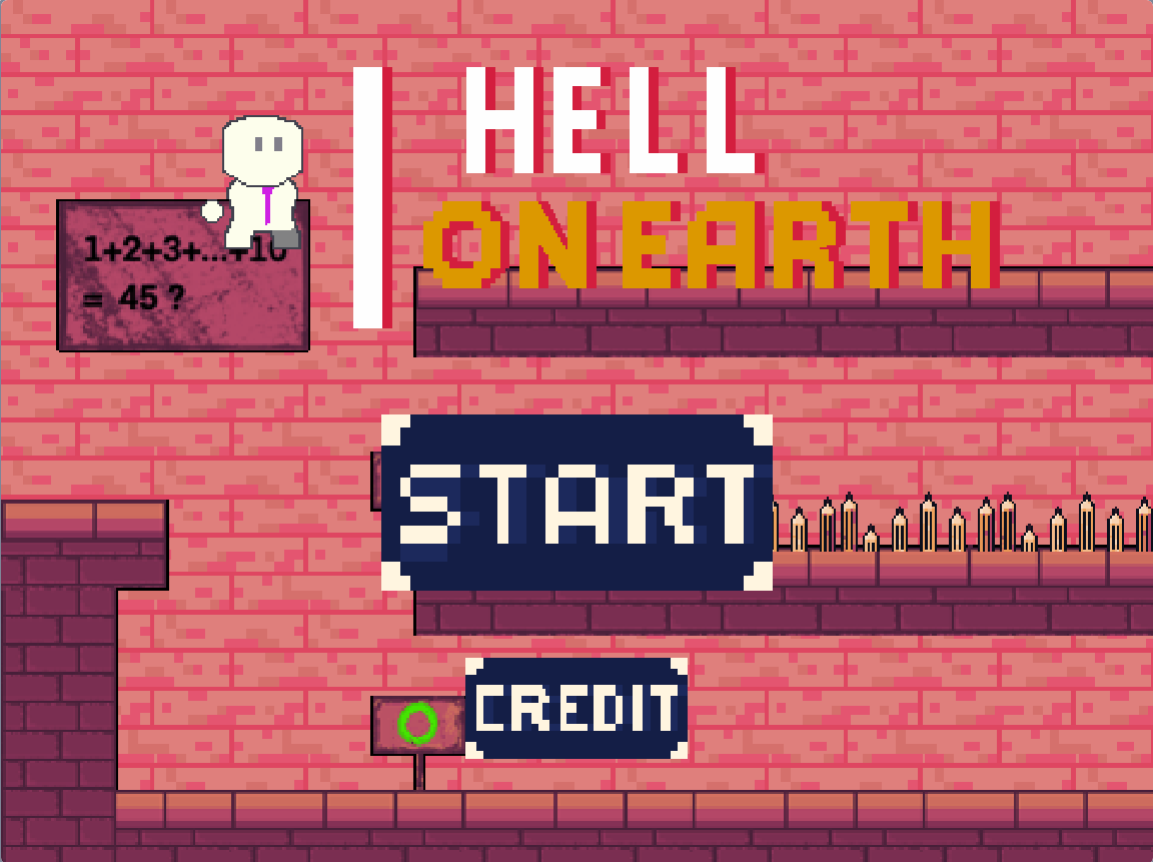 HELL
ON EARTH
1+2+3+...+10
= 45 ?
START
CREDIT